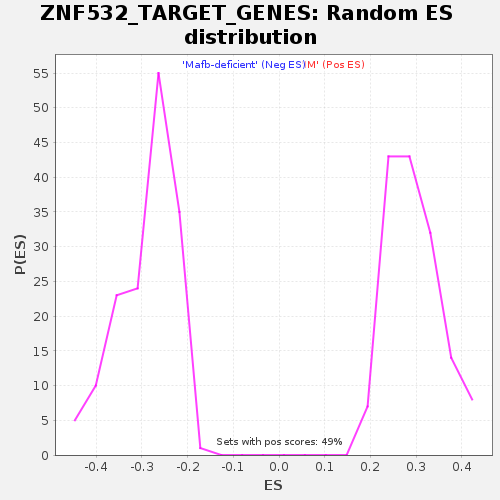 ZNF532_TARGET_GENES: Random ES
distribution
'Mafb-deficient' (Neg ES) M' (Pos ES)
55
50
45
40
35
30
25
20
15
10
5
0
P(ES)
Sets with pos scores: 49%
-0.4 -0.3 -0.2 -0.1 0.0 0.1 0.2 0.3 0.4
ES